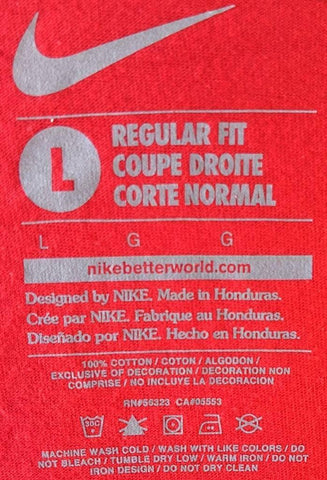 L
REGULAR FIT
COUPE DROITE
CORTE NORMAL
L G G
nikebetterworld.com
Designed by NIKE. Made in Honduras.
Crée par NIKE. Fabrique au Honduras.
Diseñado por NIKE. Hecho en Honduras.
100% COTTON / COTON / ALGODON /
EXCLUSIVE OF DECORATION / DECORATION NON
COMPRISE / NO INCLUYE LA DECORACION
RN#56323 CA#05553
30C
MACHINE WASH COLD / WASH WITH LIKE COLORS / DO
NOT BLEACH / TUMBLE DRY LOW / WARM IRON / DO NOT
IRON DESIGN / DO NOT DRY CLEAN